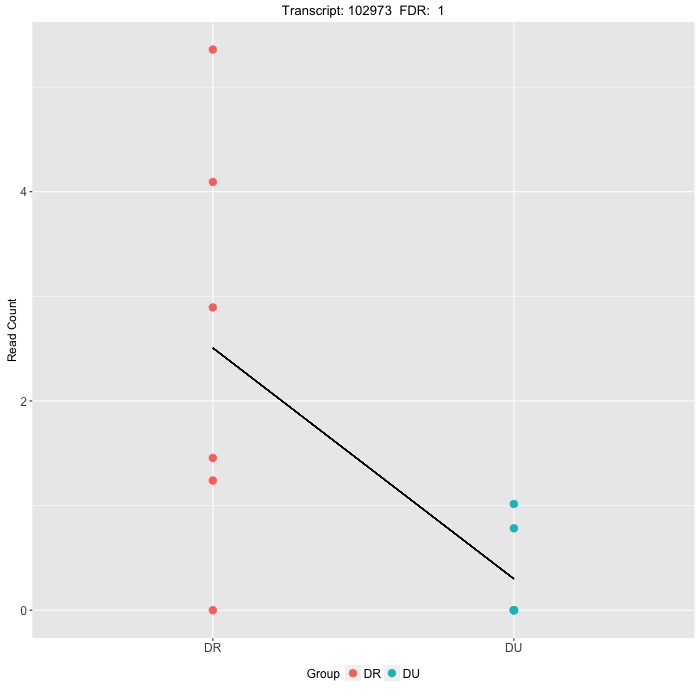 Transcript: 102973  FDR:  1
Read Count
4
2
0
DR
DU
Group DR DU